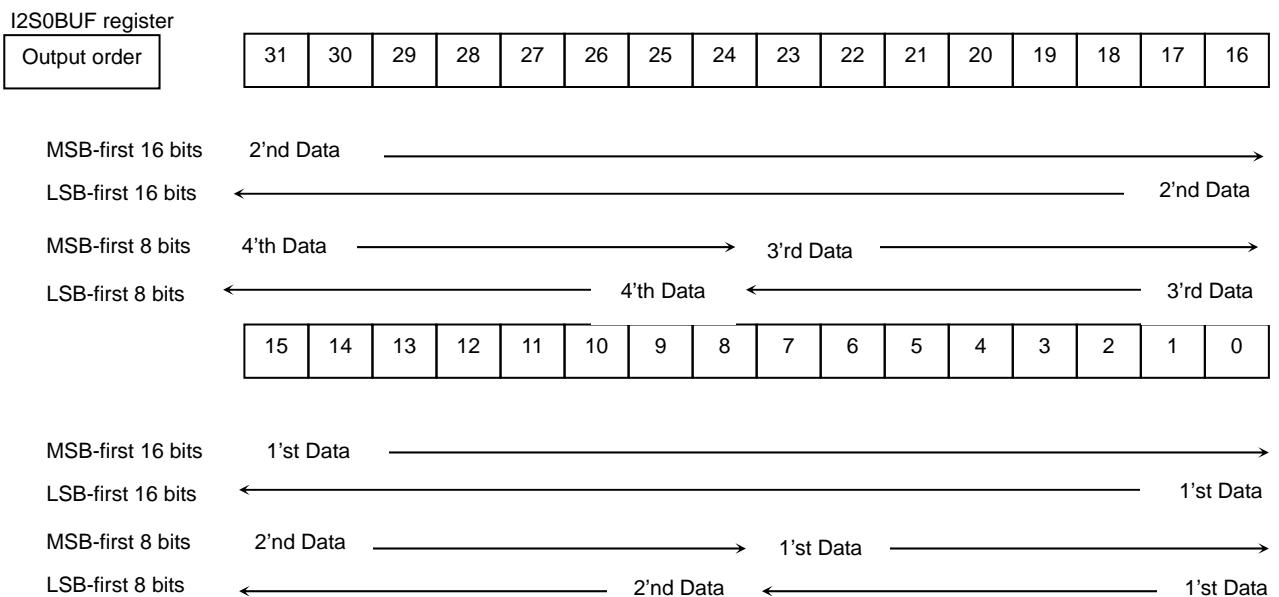 I2S0BUF register
Output order
31 30 29 28 27 26 25 24 23 22 21 20 19 18 17 16
MSB-first 16 bits 2'nd Data
LSB-first 16 bits 2'nd Data
MSB-first 8 bits 4'th Data 3'rd Data
LSB-first 8 bits 4'th Data 3'rd Data
15 14 13 12 11 10 9 8 7 6 5 4 3 2 1 0
MSB-first 16 bits 1'st Data
LSB-first 16 bits 1'st Data
MSB-first 8 bits 2'nd Data 1'st Data
LSB-first 8 bits 2'nd Data 1'st Data